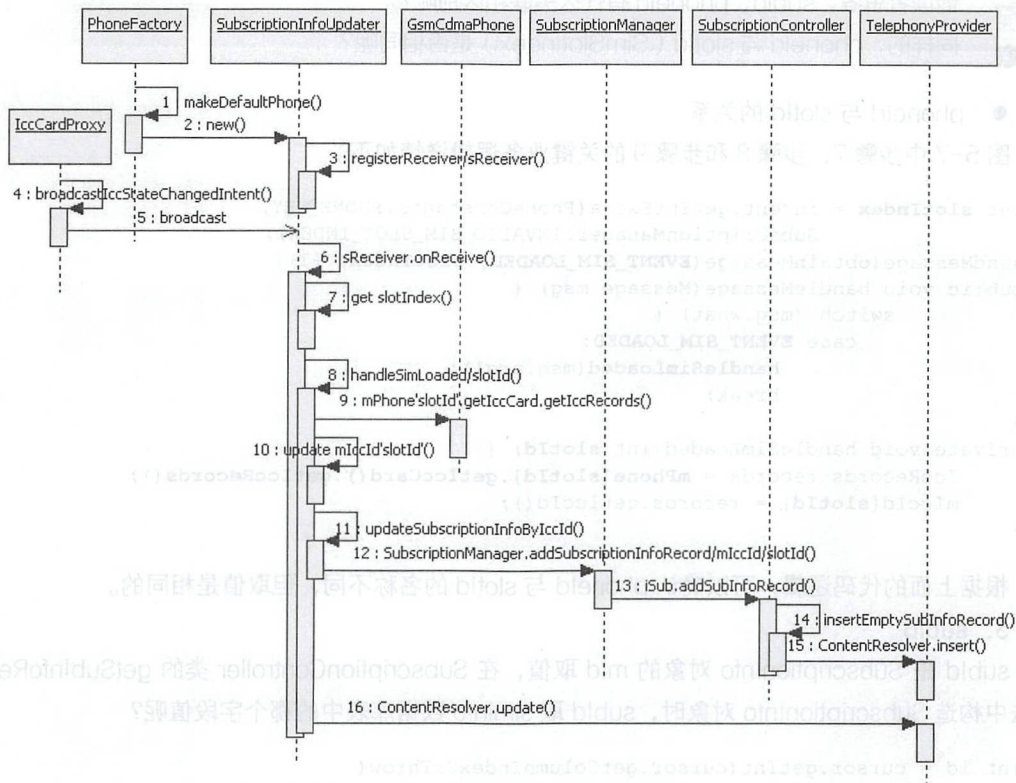 PhoneFactory
SubscriptionInfoUpdater
GsmCdmaPhone
SubscriptionManager
SubscriptionController
TelephonyProvider
IccCardProxy
1 : makeDefaultPhone()
2 : new()
3 : registerReceiver/sReceiver()
4 : broadcastIccStateChangedIntent()
5 : broadcast
6 : sReceiver.onReceive()
7 : get slotIndex()
8 : handleSimLoaded/slotId()
9 : mPhone'slotId'.getIccCard.getIccRecords()
10 : update mIccId'slotId'()
11 : updateSubscriptionInfoByIccId()
12 : SubscriptionManager.addSubscriptionInfoRecord/mIccId/slotId()
13 : iSub.addSubInfoRecord()
14 : insertEmptySubInfoRecord()
15 : ContentResolver.insert()
16 : ContentResolver.update()